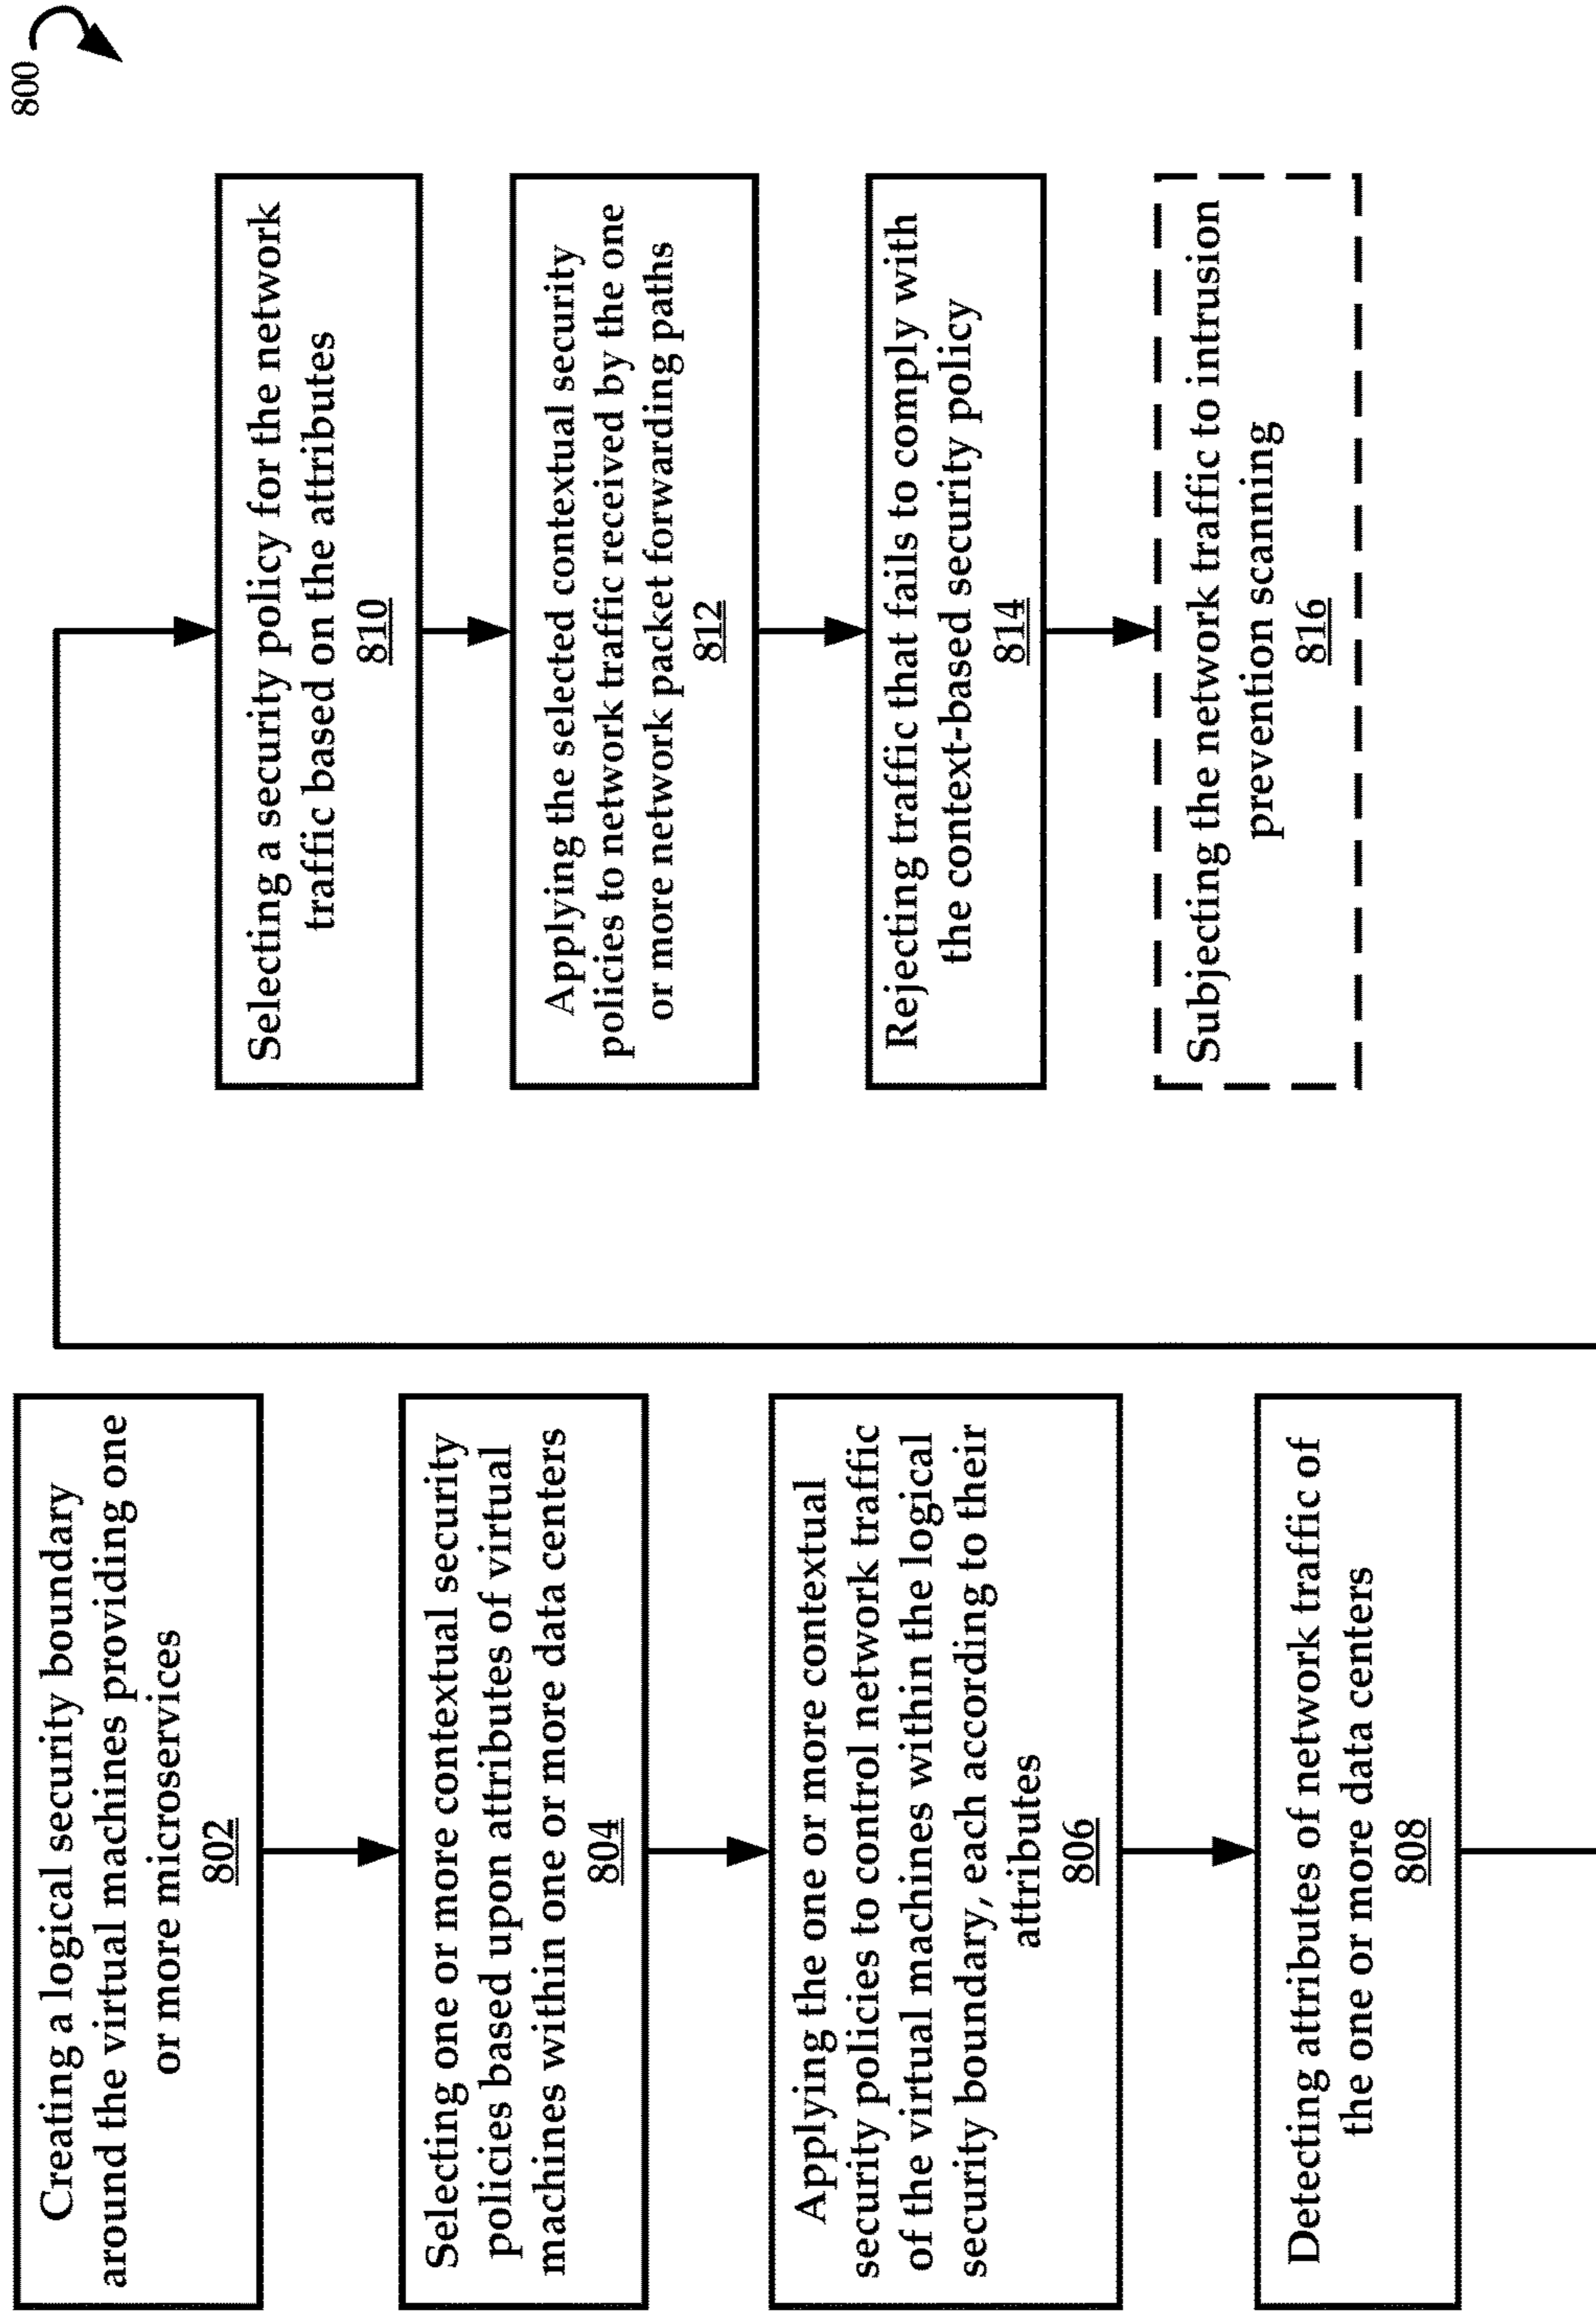 800
Creating a logical security boundary
around the virtual machines providing one
or more microservices
802
Selecting one or more contextual security
policies based upon attributes of virtual
machines within one or more data centers
804
Applying the one or more contextual
security policies to control network traffic
of the virtual machines within the logical
security boundary, each according to their
attributes
806
Detecting attributes of network traffic of
the one or more data centers
808
Selecting a security policy for the network
traffic based on the attributes
810
Applying the selected contextual security
policies to network traffic received by the one
or more network packet forwarding paths
812
Rejecting traffic that fails to comply with
the context-based security policy
814
Subjecting the network traffic to intrusion
prevention scanning
816